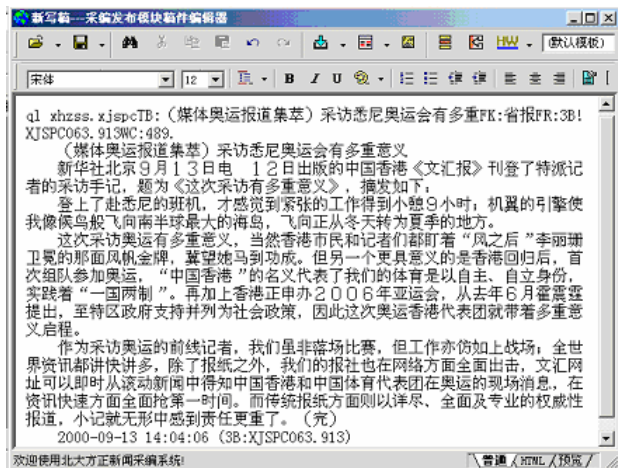 新写稿---采编发布模块稿件编辑器
HW
(默认模板)
宋体
12
B I U
ql xhzss.xjspcTB:(媒体奥运报道集萃)采访悉尼奥运会有多重FK:省报FR:3B!
XJSPC063.913WC:489.
(媒体奥运报道集萃)采访悉尼奥运会有多重意义
新华社北京９月１３日电　１２日出版的中国香港《文汇报》刊登了特派记
者的采访手记，题为《这次采访有多重意义》，摘发如下：
登上了赴悉尼的班机，才感觉到紧张的工作得到小憩９小时；机翼的引擎使
我像候鸟般飞向南半球最大的海岛，飞向正从冬天转为夏季的地方。
这次采访奥运有多重意义，当然香港市民和记者们都盯着“风之后”李丽珊
卫冕的那面风帆金牌，冀望她马到功成。但另一个更具意义的是香港回归后，首
次组队参加奥运，“中国香港”的名义代表了我们的体育是以自主、自立身份，
实践着“一国两制”。再加上香港正申办２００６年亚运会，从去年６月霍震霆
提出，至特区政府支持并列为社会政策，因此这次奥运香港代表团就带着多重意
义启程。
作为采访奥运的前线记者，我们虽非落场比赛，但工作亦仿如上战场；全世
界资讯都讲快讲多，除了报纸之外，我们的报社也在网络方面全面出击，文汇网
址可以即时从滚动新闻中得知中国香港和中国体育代表团在奥运的现场消息，在
资讯快速方面全面抢第一时间。而传统报纸方面则以详尽、全面及专业的权威性
报道，小记就无形中感到责任更重了。(完)
2000-09-13 14:04:06 (3B:XJSPC063.913)
欢迎使用北大方正新闻采编系统!
普通 / HTML / 预览 /